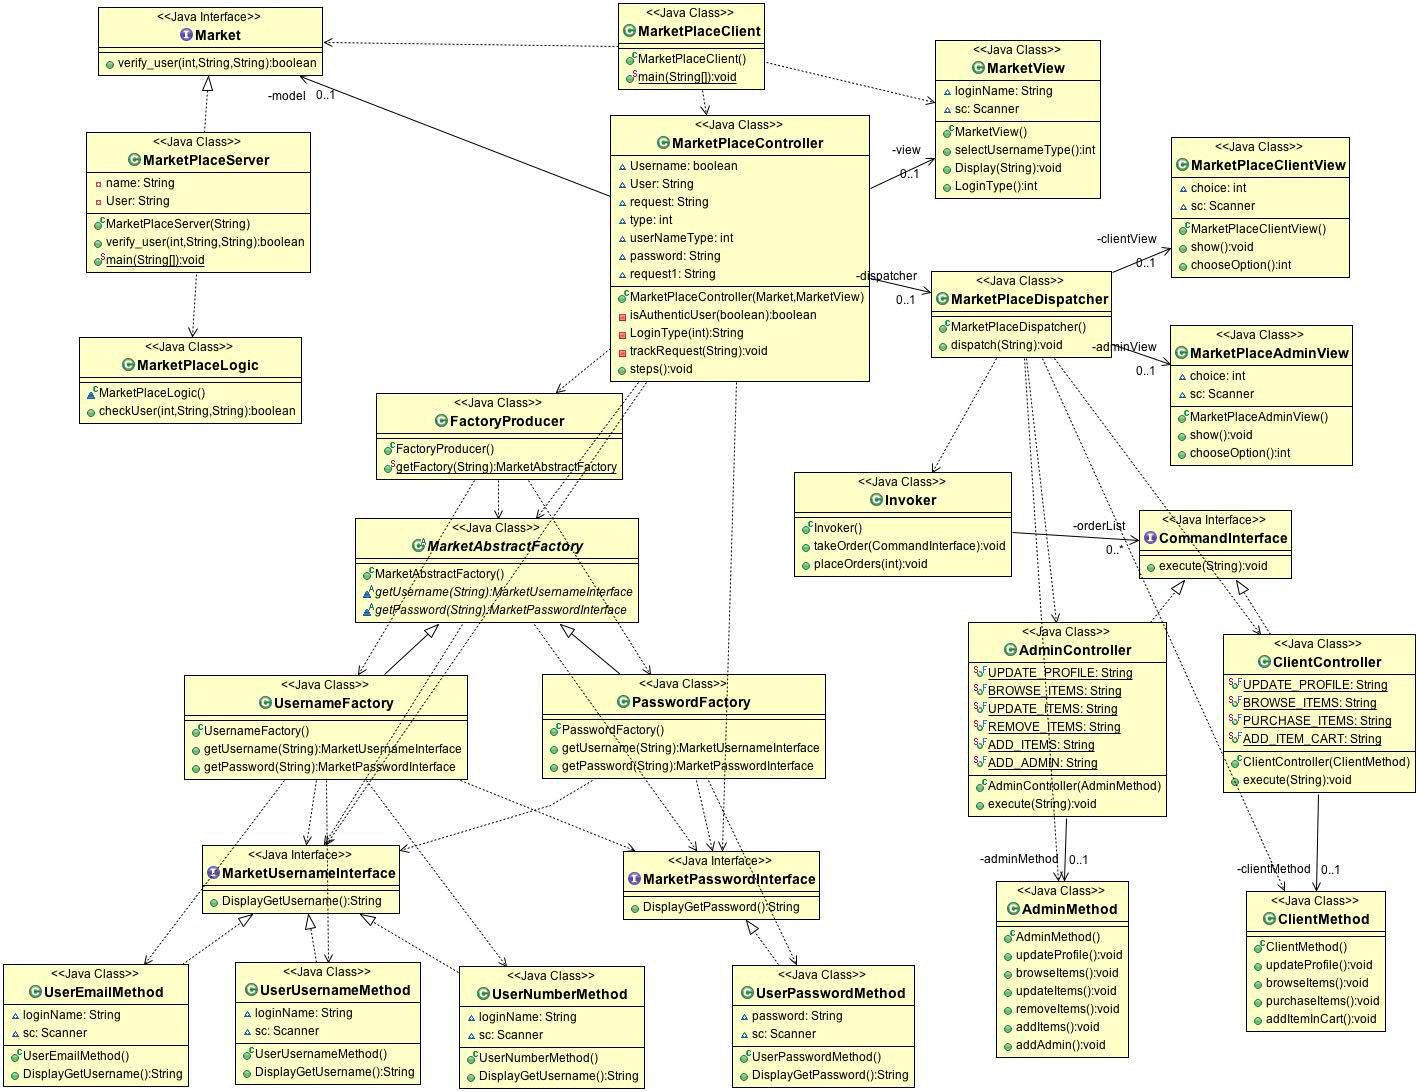 <<Java Interface>>
Market
verify_user(int,String,String):boolean
<<Java Class>>
MarketPlaceClient
MarketPlaceClient()
main(String[]):void
<<Java Class>>
MarketView
loginName: String
sc: Scanner
MarketView()
selectUsernameType():int
Display(String):void
LoginType():int
-model
0..1
-view
0..1
<<Java Class>>
MarketPlaceServer
name: String
User: String
MarketPlaceServer(String)
verify_user(int,String,String):boolean
main(String[]):void
<<Java Class>>
MarketPlaceController
Username: boolean
User: String
request: String
type: int
userNameType: int
password: String
request1: String
MarketPlaceController(Market,MarketView)
isAuthenticUser(boolean):boolean
LoginType(int):String
trackRequest(String):void
steps():void
<<Java Class>>
MarketPlaceClientView
choice: int
sc: Scanner
MarketPlaceClientView()
show():void
chooseOption():int
-clientView
0..1
-dispatcher
0..1
<<Java Class>>
MarketPlaceDispatcher
MarketPlaceDispatcher()
dispatch(String):void
-adminView
0..1
<<Java Class>>
MarketPlaceAdminView
choice: int
sc: Scanner
MarketPlaceAdminView()
show():void
chooseOption():int
<<Java Class>>
MarketPlaceLogic
MarketPlaceLogic()
checkUser(int,String,String):boolean
<<Java Class>>
FactoryProducer
FactoryProducer()
getFactory(String):MarketAbstractFactory
<<Java Class>>
Invoker
Invoker()
takeOrder(CommandInterface):void
placeOrders(int):void
-orderList
0..*
<<Java Interface>>
CommandInterface
execute(String):void
<<Java Class>>
MarketAbstractFactory
MarketAbstractFactory()
getUsername(String):MarketUsernameInterface
getPassword(String):MarketPasswordInterface
<<Java Class>>
AdminController
UPDATE_PROFILE: String
BROWSE_ITEMS: String
UPDATE_ITEMS: String
REMOVE_ITEMS: String
ADD_ITEMS: String
ADD_ADMIN: String
AdminController(AdminMethod)
execute(String):void
<<Java Class>>
ClientController
UPDATE_PROFILE: String
BROWSE_ITEMS: String
PURCHASE_ITEMS: String
ADD_ITEM_CART: String
ClientController(ClientMethod)
execute(String):void
<<Java Class>>
UsernameFactory
UsernameFactory()
getUsername(String):MarketUsernameInterface
getPassword(String):MarketPasswordInterface
<<Java Class>>
PasswordFactory
PasswordFactory()
getUsername(String):MarketUsernameInterface
getPassword(String):MarketPasswordInterface
<<Java Interface>>
MarketUsernameInterface
DisplayGetUsername():String
<<Java Interface>>
MarketPasswordInterface
DisplayGetPassword():String
-adminMethod
0..1
-clientMethod
0..1
<<Java Class>>
AdminMethod
AdminMethod()
updateProfile():void
browseItems():void
updateItems():void
removeItems():void
addItems():void
addAdmin():void
<<Java Class>>
ClientMethod
ClientMethod()
updateProfile():void
browseItems():void
purchaseItems():void
addItemInCart():void
<<Java Class>>
UserEmailMethod
loginName: String
sc: Scanner
UserEmailMethod()
DisplayGetUsername():String
<<Java Class>>
UserUsernameMethod
loginName: String
sc: Scanner
UserUsernameMethod()
DisplayGetUsername():String
<<Java Class>>
UserNumberMethod
loginName: String
sc: Scanner
UserNumberMethod()
DisplayGetUsername():String
<<Java Class>>
UserPasswordMethod
password: String
sc: Scanner
UserPasswordMethod()
DisplayGetPassword():String